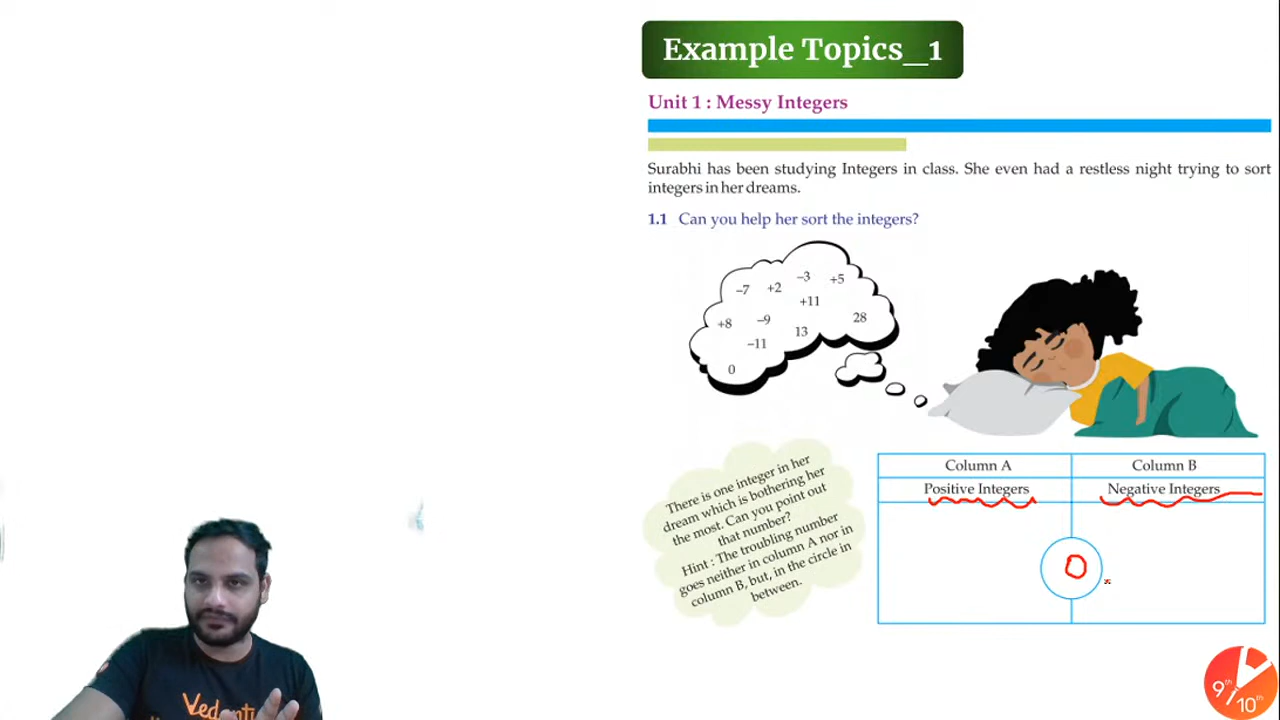 Example Topics_1
Unit 1 : Messy Integers
Surabhi has been studying Integers in class. She even had a restless night trying to sort
integers in her dreams.
1.1 Can you help her sort the integers?
–3 +5
–7 +2
+11
+8 –9 28
13
–11
0
There is one integer in her
dream which is bothering her
the most. Can you point out
that number?
Hint : The troubling number
goes neither in column A nor in
column B, but, in the circle in
between.
Column A Column B
Positive Integers Negative Integers
0
Vedantu
9th/10th